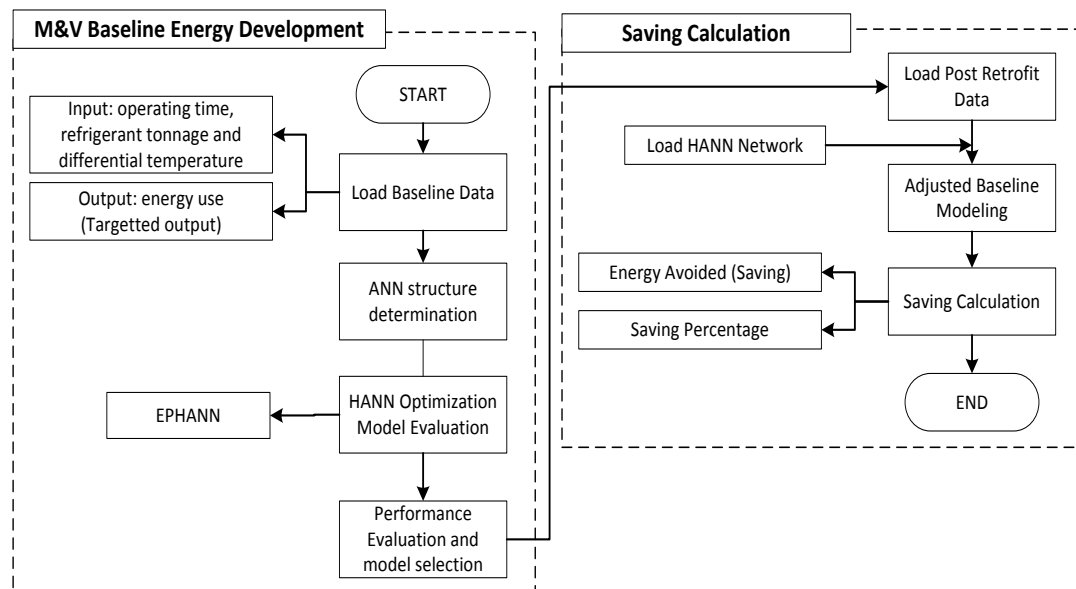 M&V Baseline Energy Development
START
Input: operating time,
refrigerant tonnage and
differential temperature
Output: energy use
(Targetted output)
Load Baseline Data
ANN structure
determination
HANN Optimization
Model Evaluation
EPHANN
Performance
Evaluation and
model selection
Saving Calculation
Load Post Retrofit
Data
Load HANN Network
Adjusted Baseline
Modeling
Energy Avoided (Saving)
Saving Percentage
Saving Calculation
END